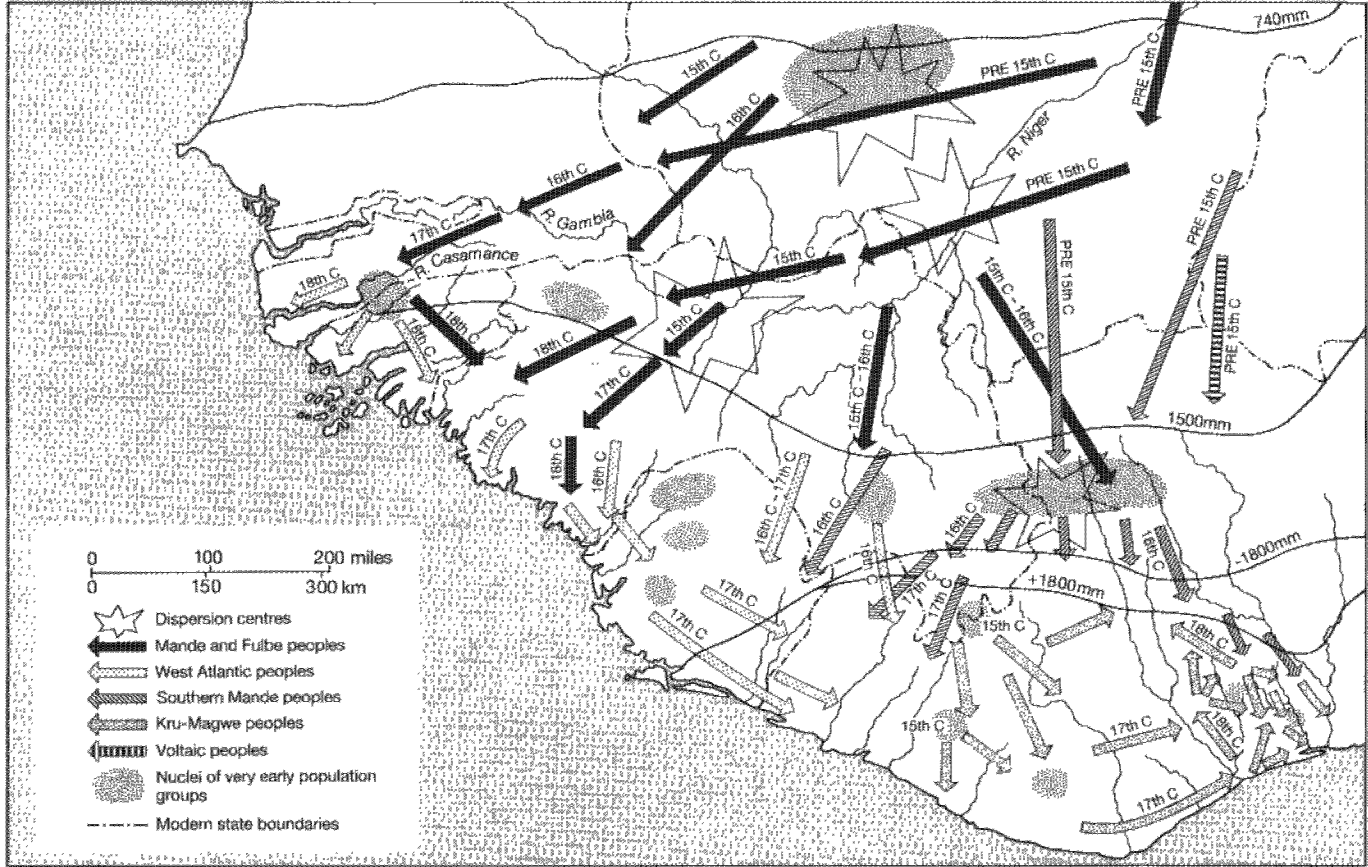 740mm
15th C
PRE 15th C
PRE 15th C
16th C
R. Niger
16th C
PRE 15th C
PRE 15th C
R. Gambia
17th C
R. Casamance
15th C
PRE 15th C
18th C
15th C - 16th C
18th C
15th C
PRE 15th C
18th C
18th C
15th C - 16th C
17th C
1500mm
17th C
18th C
16th C
16th C - 17th C
16th C
16th C
16th C
16th C
-1800mm
17th C
17th C
+1800mm
17th C
17th C
15th C
18th C
15th C
17th C
18th C
17th C
0 100 200 miles
0 150 300 km
Dispersion centres
Mande and Fulbe peoples
West Atlantic peoples
Southern Mande peoples
Kru-Magwe peoples
Voltaic peoples
Nuclei of very early population
groups
Modern state boundaries